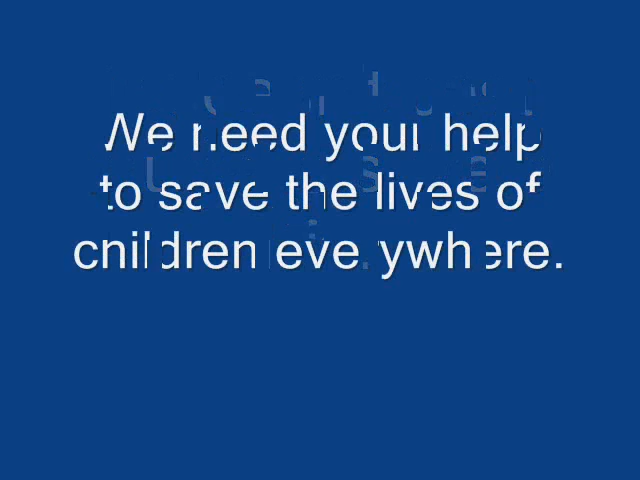 We need your help
to save the lives of
children everywhere.